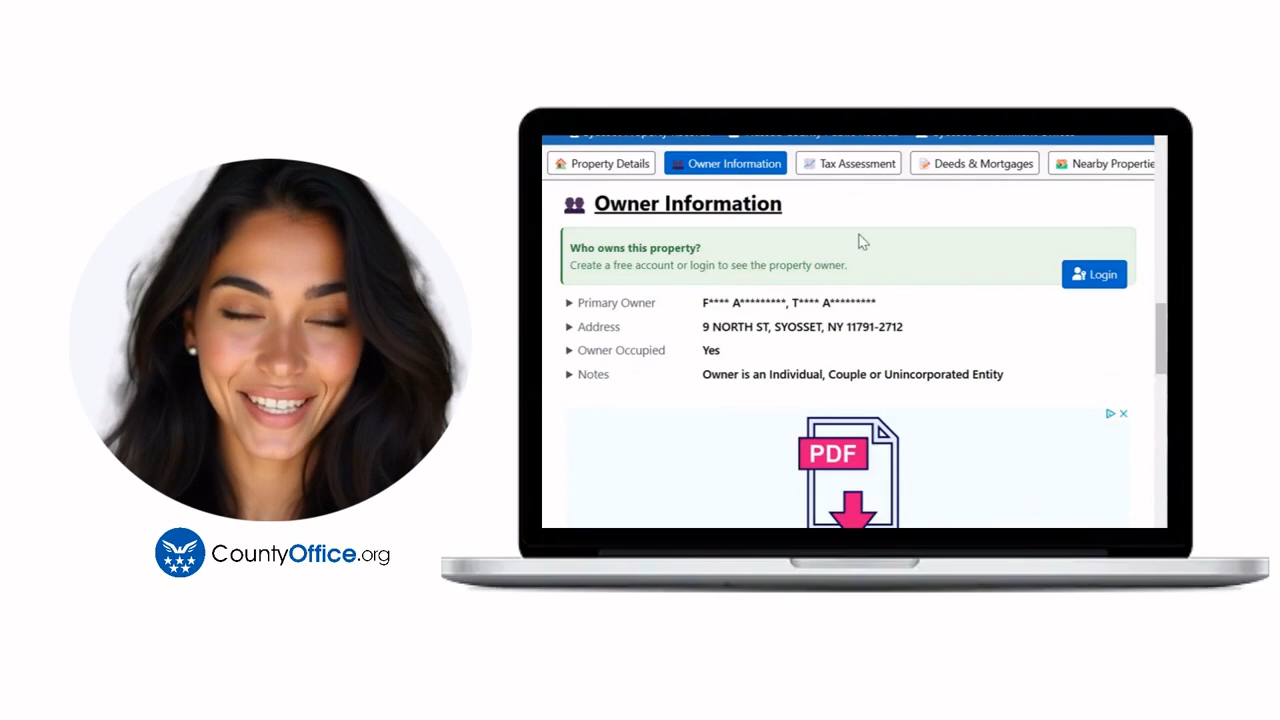 Property Details
Owner Information
Tax Assessment
Deeds & Mortgages
Nearby Propertie
Owner Information
Who owns this property?
Create a free account or login to see the property owner.
Login
Primary Owner F**** A*********, T**** A*********
Address 9 NORTH ST, SYOSSET, NY 11791-2712
Owner Occupied Yes
Notes Owner is an Individual, Couple or Unincorporated Entity
PDF
CountyOffice.org